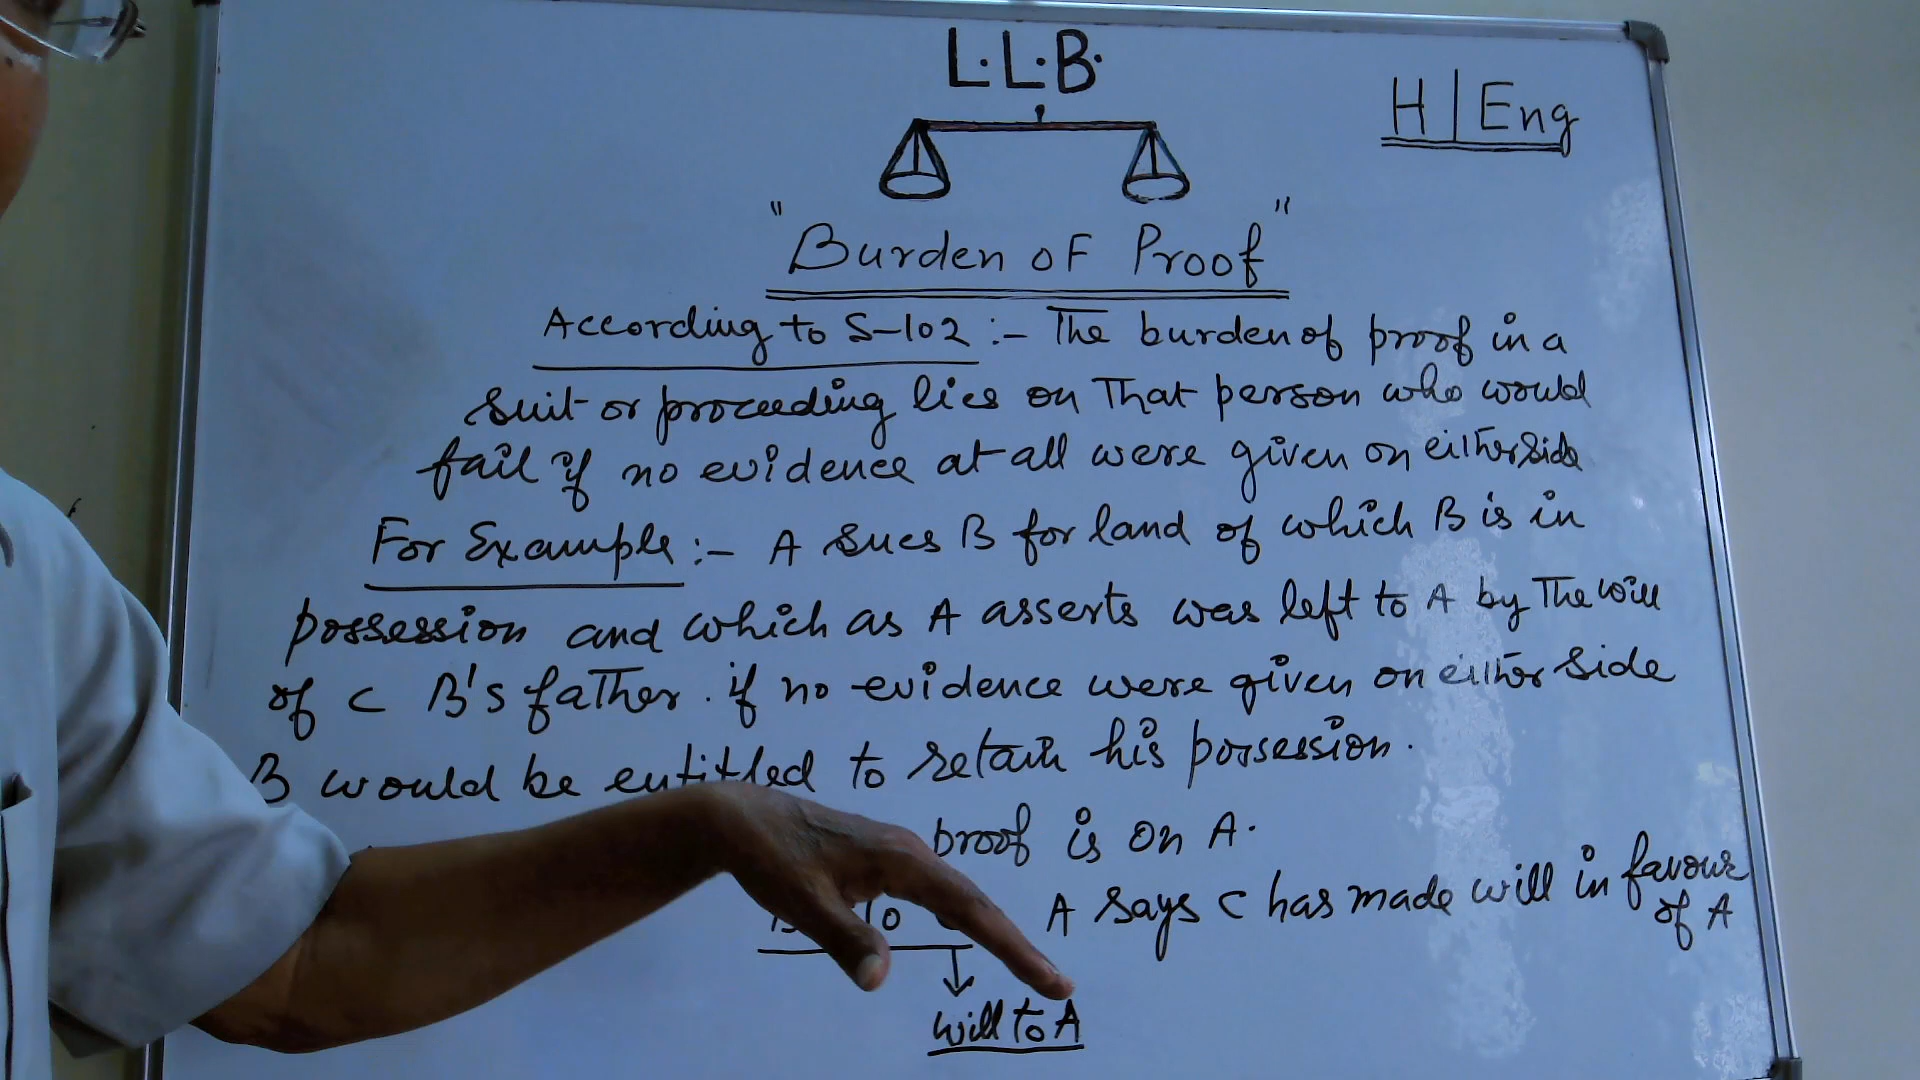 L.L.B.
H|Eng
"Burden of Proof"
According to S-102 :- The burden of proof in a
suit or proceeding lies on that person who would
fail if no evidence at all were given on either side
For Example :- A sues B for land of which B is in
possession and which as A asserts was left to A by the will
of C B's father. if no evidence were given on either side
B would be entitled to retain his possession.
proof is on A.
A says C has made will in favour
of A
will to A